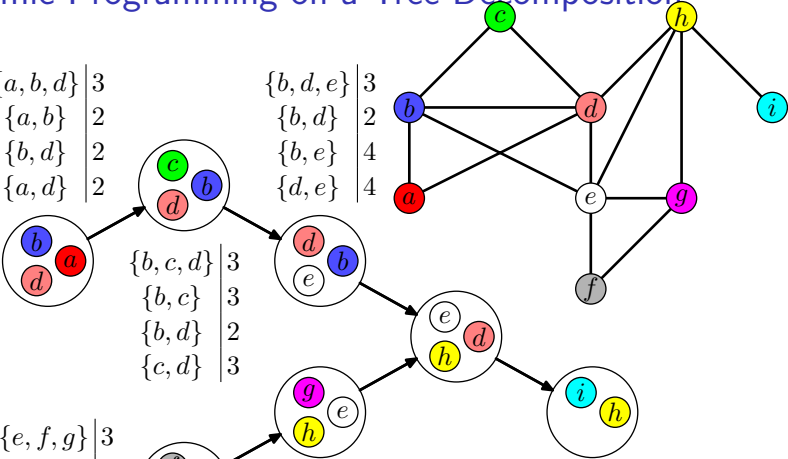 mic Programming on a Tree Decomposition
c
h
{a, b, d} 3
{a, b} 2
{b, d} 2
{a, d} 2
{b, d, e} 3
{b, d} 2
{b, e} 4
{d, e} 4
b
d
i
a
e
g
f
c
b
d
b
a
d
d
b
e
{b, c, d} 3
{b, c} 3
{b, d} 2
{c, d} 3
e
d
h
g
e
h
i
h
{e, f, g} 3